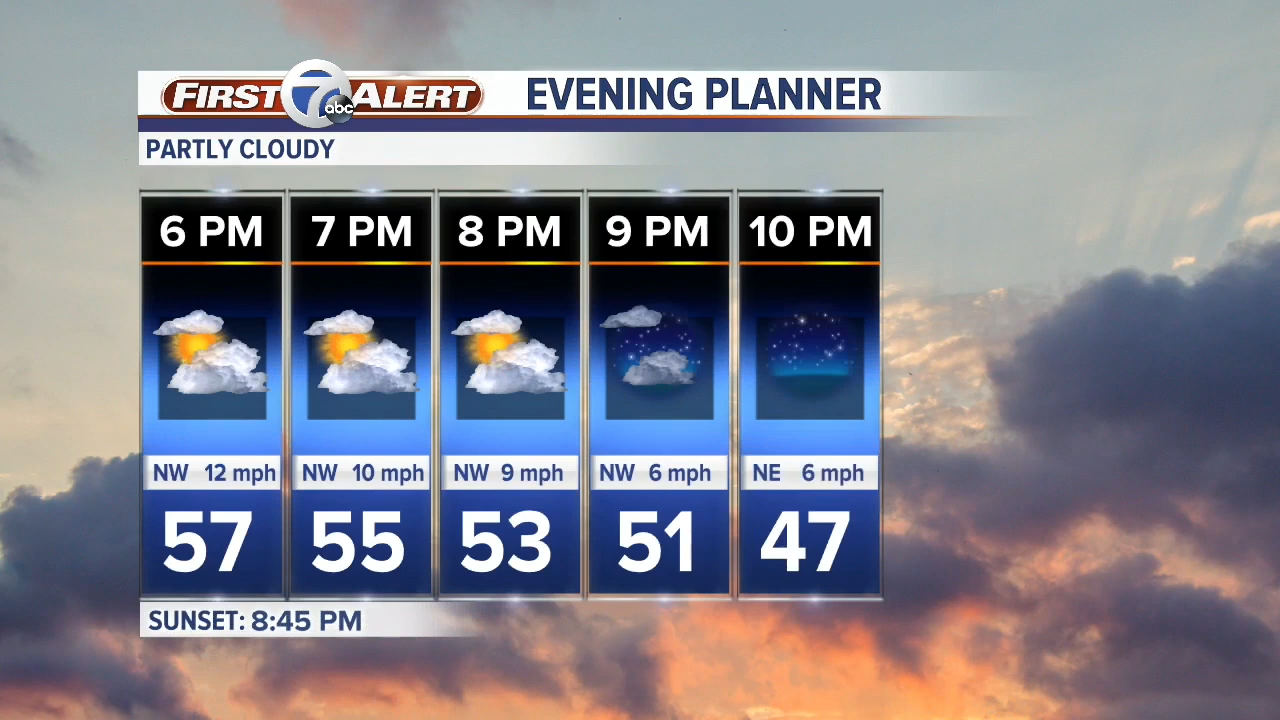 FIRST 7 abc ALERT EVENING PLANNER
PARTLY CLOUDY
6 PM 7 PM 8 PM 9 PM 10 PM
NW 12 mph NW 10 mph NW 9 mph NW 6 mph NE 6 mph
57 55 53 51 47
SUNSET: 8:45 PM